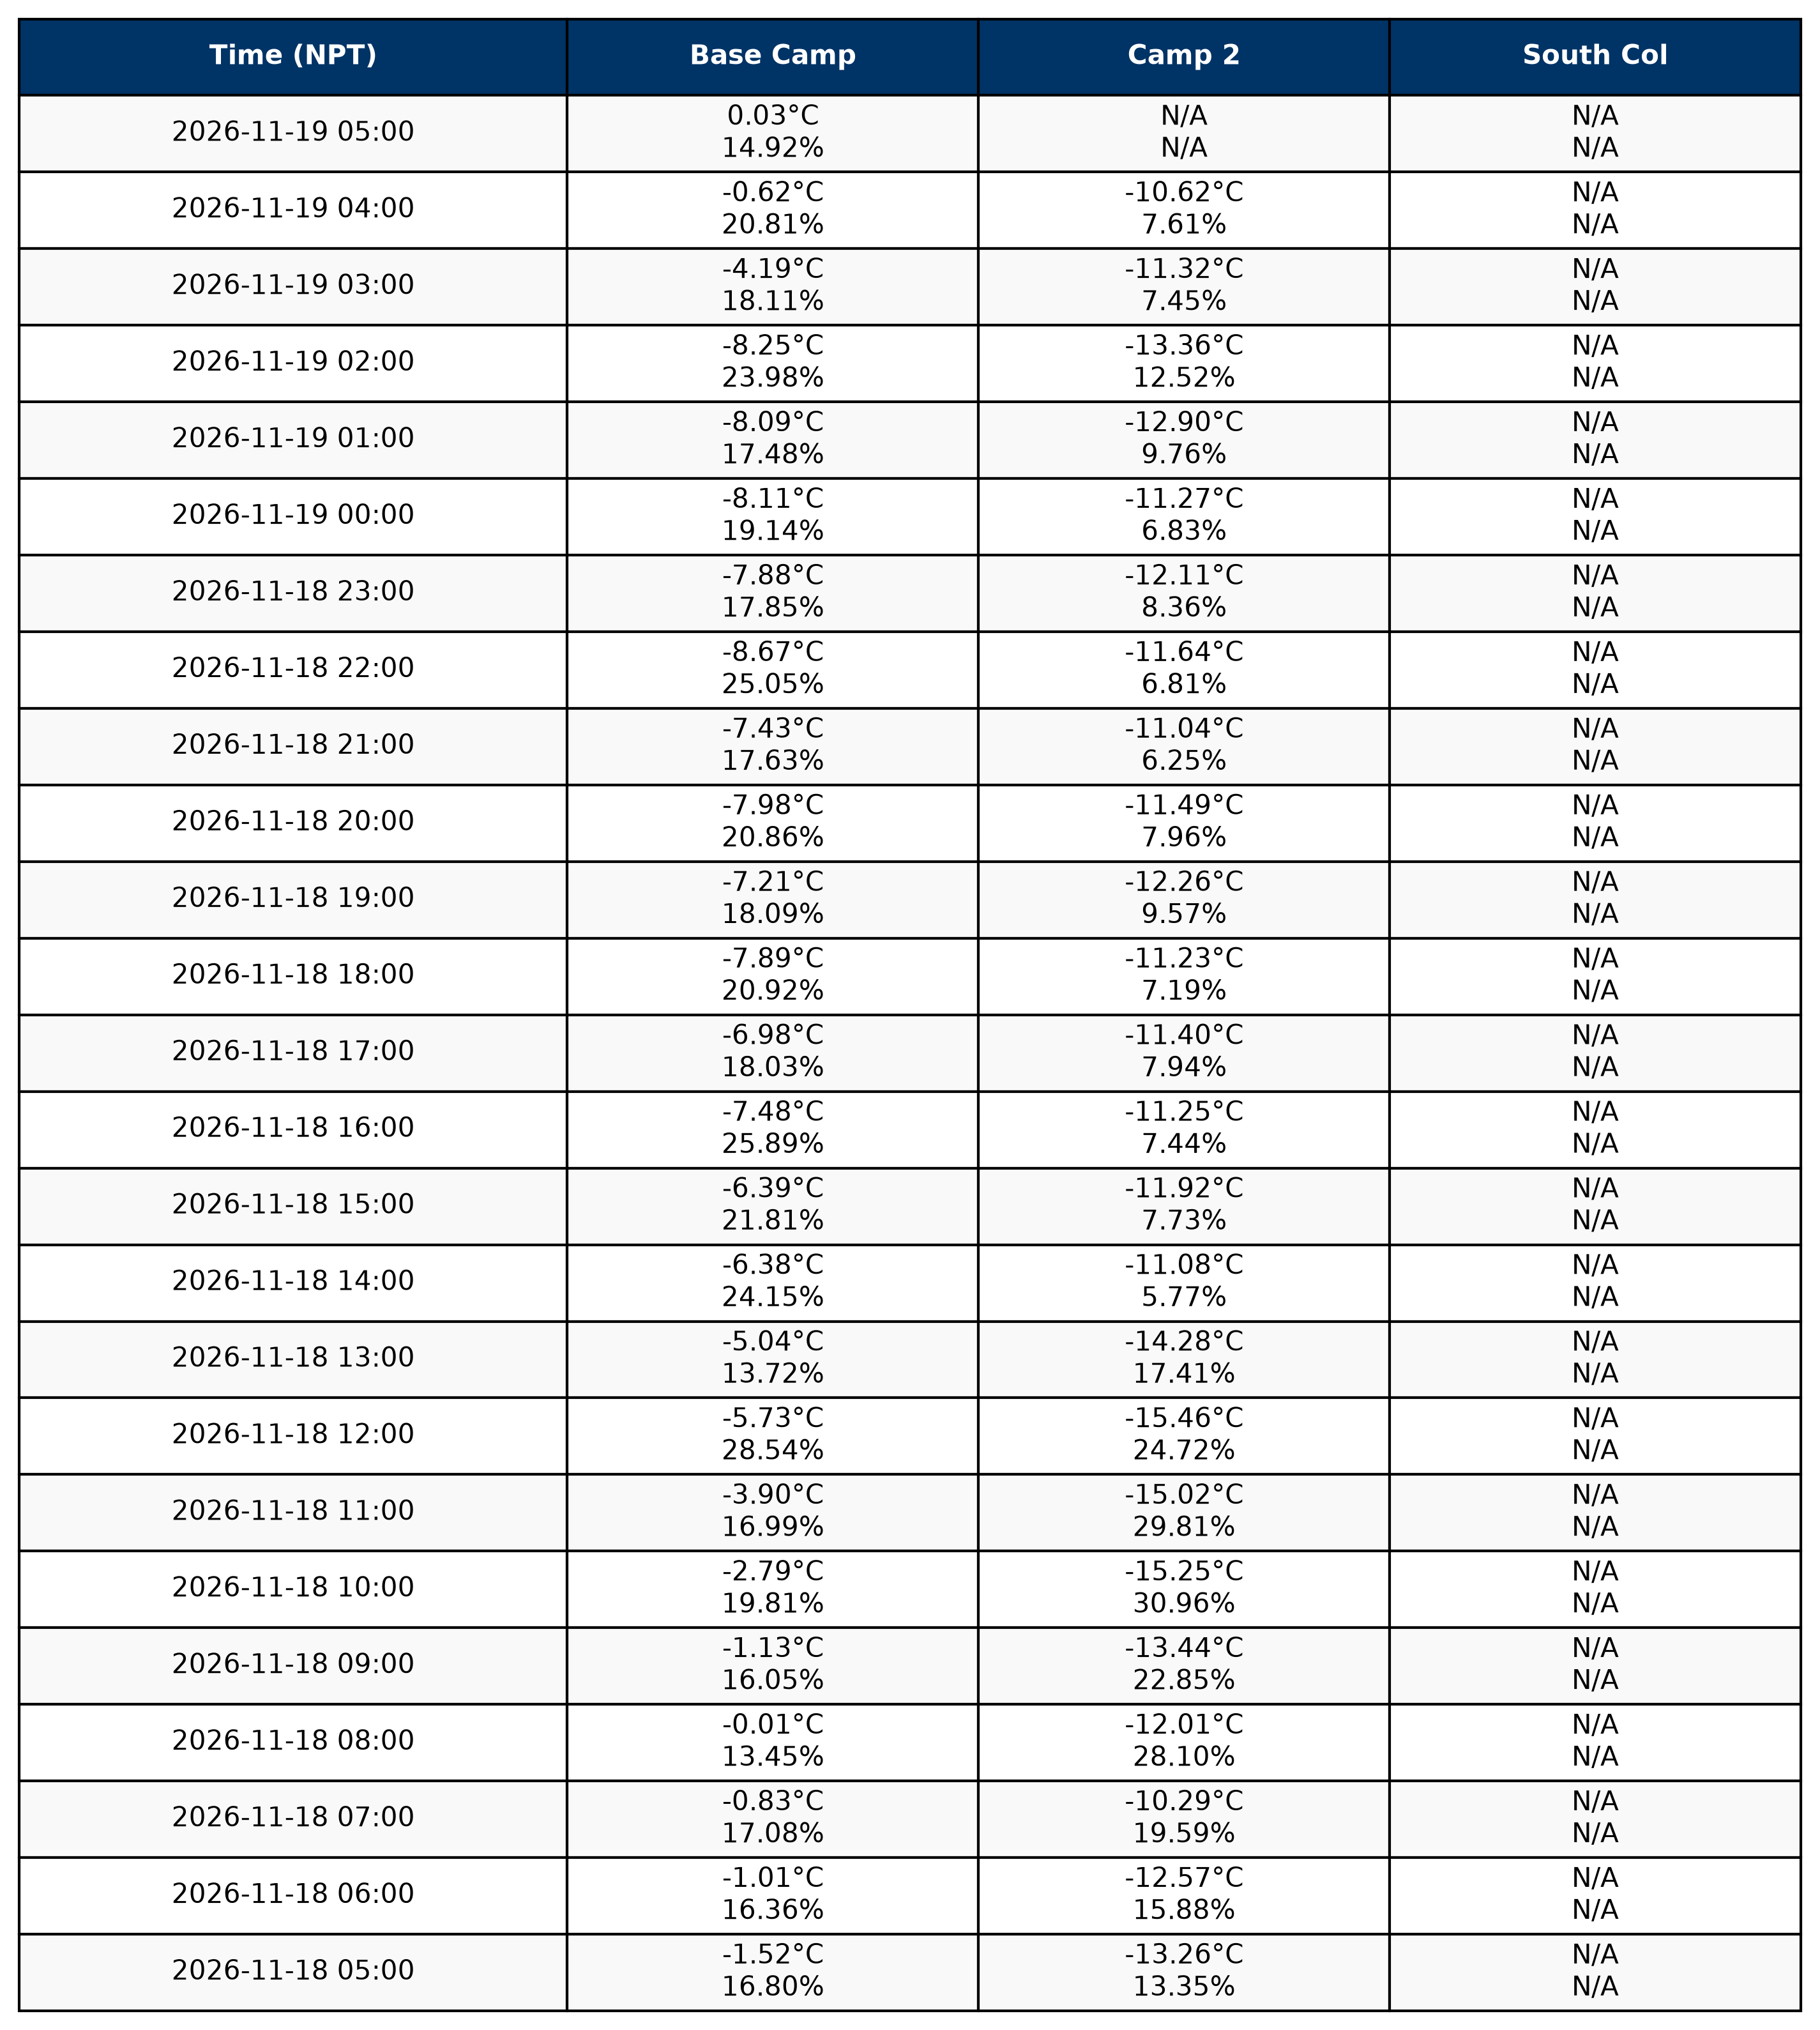 Time (NPT) Base Camp Camp 2 South Col
2026-11-19 05:00 0.03°C N/A N/A
14.92% N/A N/A
2026-11-19 04:00 -0.62°C -10.62°C N/A
20.81% 7.61% N/A
2026-11-19 03:00 -4.19°C -11.32°C N/A
18.11% 7.45% N/A
2026-11-19 02:00 -8.25°C -13.36°C N/A
23.98% 12.52% N/A
2026-11-19 01:00 -8.09°C -12.90°C N/A
17.48% 9.76% N/A
2026-11-19 00:00 -8.11°C -11.27°C N/A
19.14% 6.83% N/A
2026-11-18 23:00 -7.88°C -12.11°C N/A
17.85% 8.36% N/A
2026-11-18 22:00 -8.67°C -11.64°C N/A
25.05% 6.81% N/A
2026-11-18 21:00 -7.43°C -11.04°C N/A
17.63% 6.25% N/A
2026-11-18 20:00 -7.98°C -11.49°C N/A
20.86% 7.96% N/A
2026-11-18 19:00 -7.21°C -12.26°C N/A
18.09% 9.57% N/A
2026-11-18 18:00 -7.89°C -11.23°C N/A
20.92% 7.19% N/A
2026-11-18 17:00 -6.98°C -11.40°C N/A
18.03% 7.94% N/A
2026-11-18 16:00 -7.48°C -11.25°C N/A
25.89% 7.44% N/A
2026-11-18 15:00 -6.39°C -11.92°C N/A
21.81% 7.73% N/A
2026-11-18 14:00 -6.38°C -11.08°C N/A
24.15% 5.77% N/A
2026-11-18 13:00 -5.04°C -14.28°C N/A
13.72% 17.41% N/A
2026-11-18 12:00 -5.73°C -15.46°C N/A
28.54% 24.72% N/A
2026-11-18 11:00 -3.90°C -15.02°C N/A
16.99% 29.81% N/A
2026-11-18 10:00 -2.79°C -15.25°C N/A
19.81% 30.96% N/A
2026-11-18 09:00 -1.13°C -13.44°C N/A
16.05% 22.85% N/A
2026-11-18 08:00 -0.01°C -12.01°C N/A
13.45% 28.10% N/A
2026-11-18 07:00 -0.83°C -10.29°C N/A
17.08% 19.59% N/A
2026-11-18 06:00 -1.01°C -12.57°C N/A
16.36% 15.88% N/A
2026-11-18 05:00 -1.52°C -13.26°C N/A
16.80% 13.35% N/A